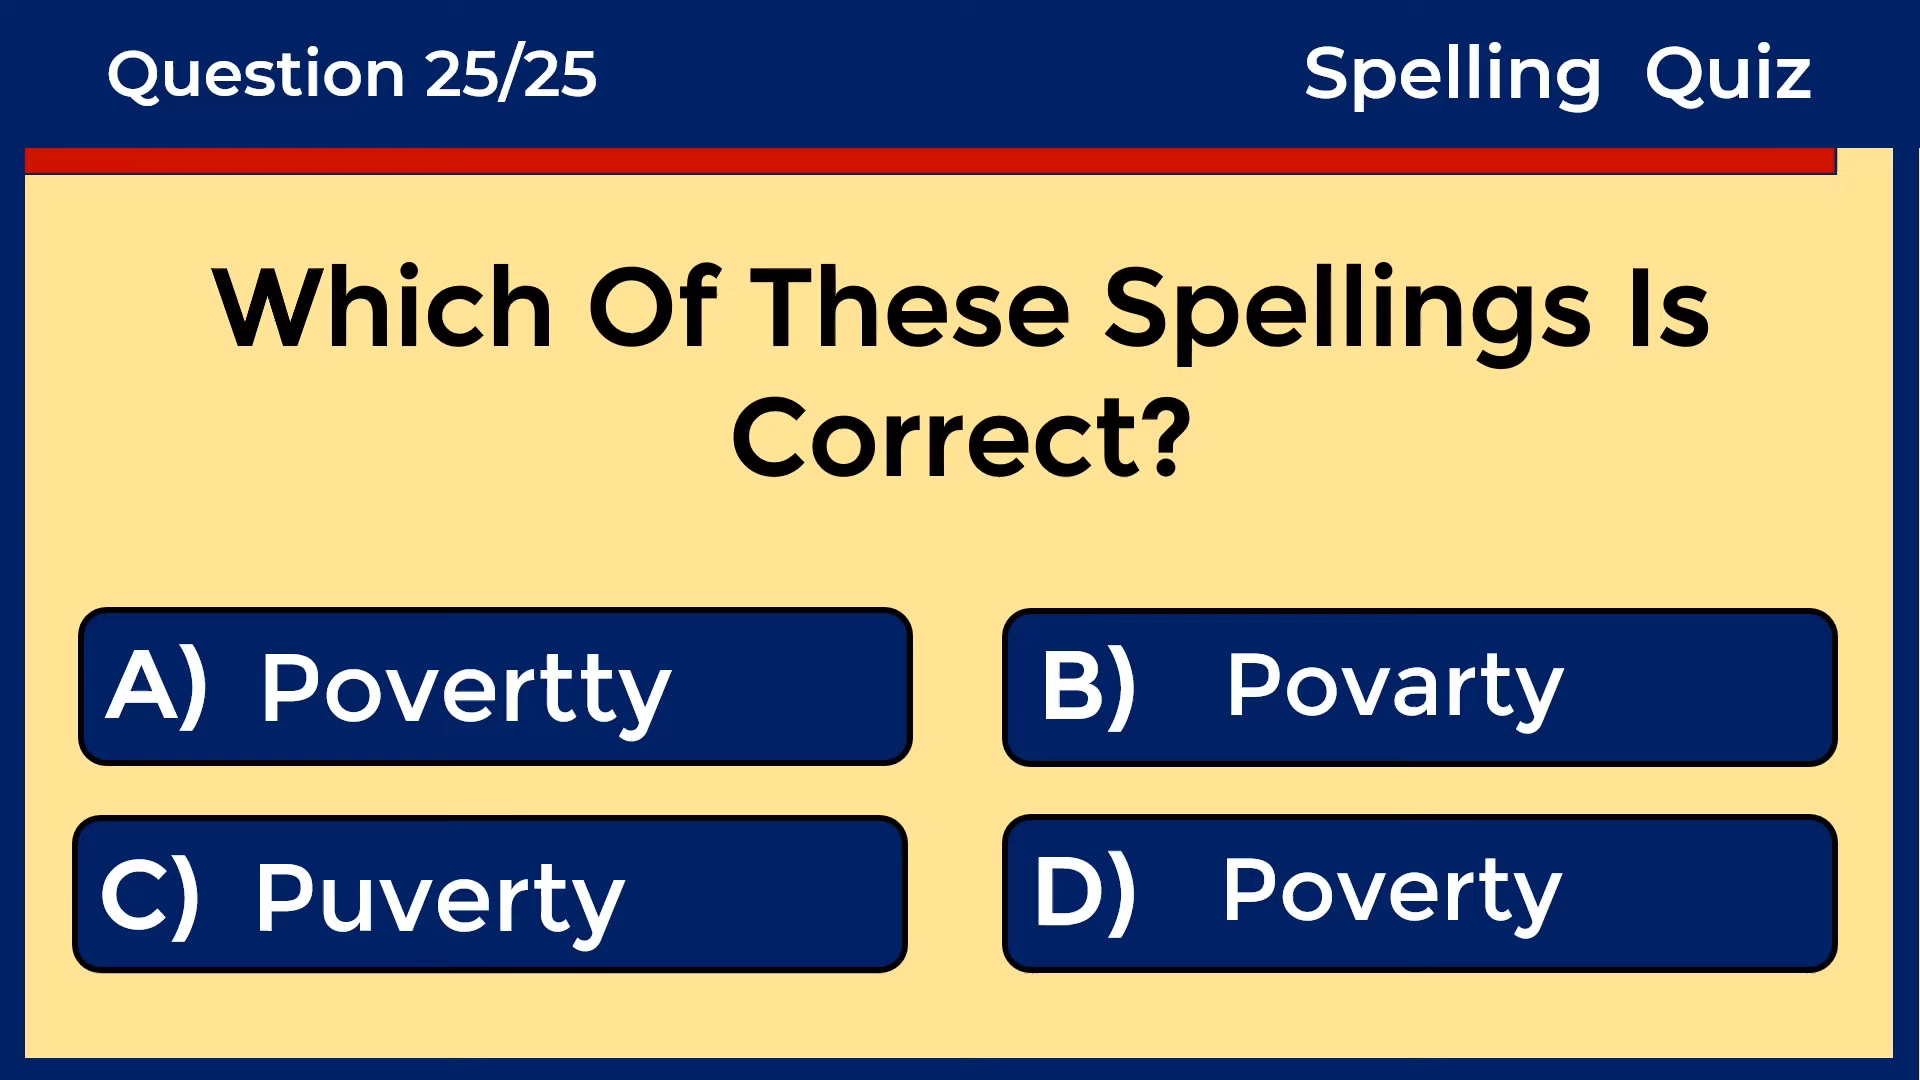 Question 25/25
Spelling Quiz
Which Of These Spellings Is
Correct?
A) Povertty
B) Povarty
C) Puverty
D) Poverty